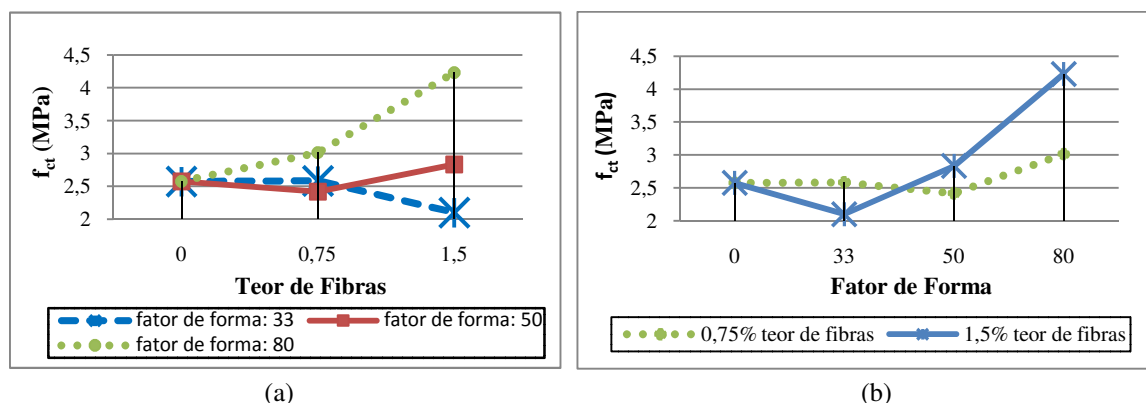 4,5
4
3,5
3
2,5
2
f_ct (MPa)
0 0,75 1,5
Teor de Fibras
fator de forma: 33 fator de forma: 50
fator de forma: 80
(a)
4,5
4
3,5
3
2,5
2
f_ct (MPa)
0 33 50 80
Fator de Forma
0,75% teor de fibras 1,5% teor de fibras
(b)